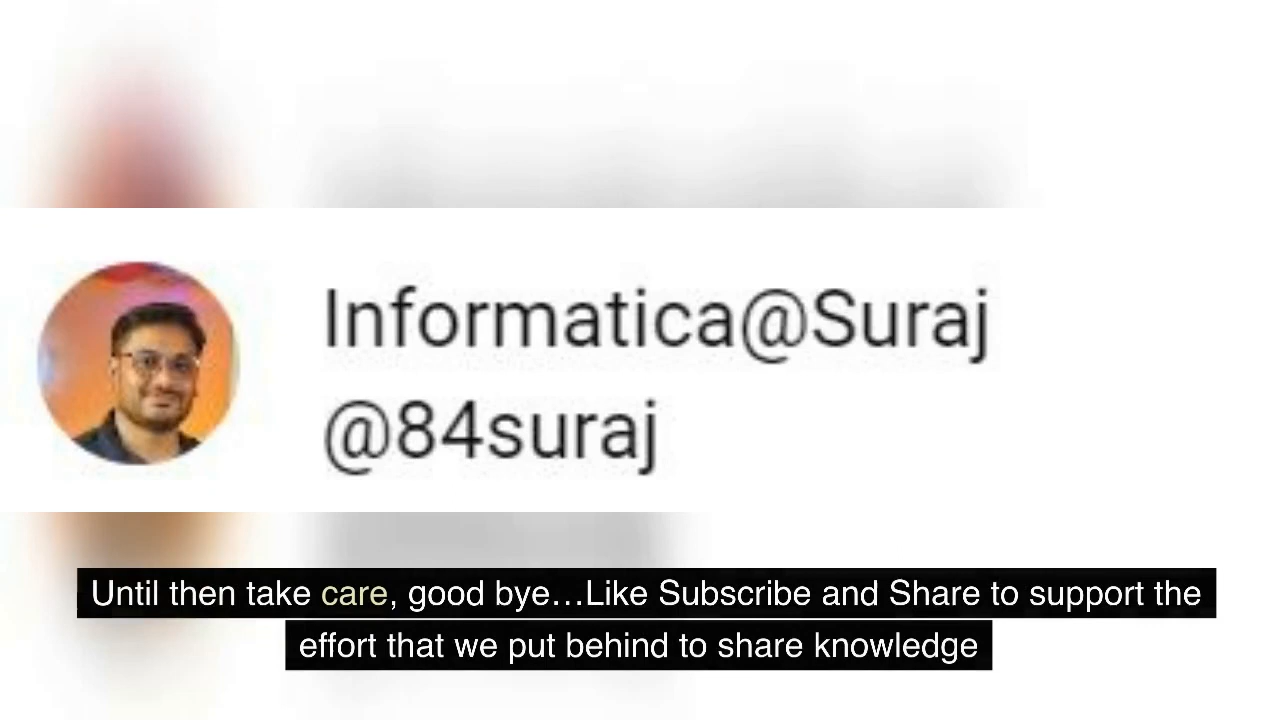 Informatica@Suraj
@84suraj
Until then take care, good bye...Like Subscribe and Share to support the
effort that we put behind to share knowledge